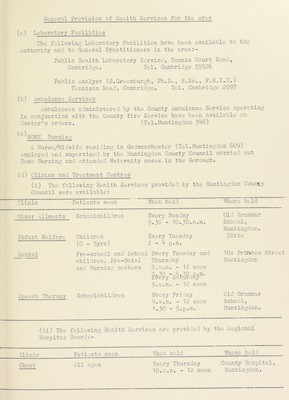 General Provision of Health Services for the Area
(a) Laboratory Facilities
The following Laboratory Facilities have been available to the
Authority and to General Practitioners in the area:-
Public Health Laboratory Service, Tennis Court Road,
Cambridge. Tel. Cambridge 55526
Public Analyst (S.Greenburgh, Ph.D., B.Sc., F.R.I.C.)
Tennison Road, Cambridge. Tel. Cambridge 2097
(b) Ambulance Services
Ambulances administered by the County Ambulance Service operating
in conjunction with the County Fire Service have been available on
Doctor's orders. (Tel.Huntingdon 344)
(c) HOME Nursing
A Nurse/Midwife residing in Godmanchester (Tel.Huntingdon 609)
employed and supervised by the Huntingdon County Council carried out
Home Nursing and attended Maternity cases in the Borough.
(d) Clinics and Treatment Centres
(i) The following Health Services provided by the Huntingdon County
Council were available:
Clinic Patients seen When held Where held
Minor Ailments Schoolchildren Every Monday Old Grammar
9.30 - 10.30.a.m. School,
Huntingdon.
Infant Welfare Children Every Tuesday Ditto
(0 - 5yrs) 2 - 4 p.m.
Dental Pre-school and School Every Tuesday and 10a Princes Street
children. Pre-Natal Thursday Huntingdon
and Nursing mothers 9.a.m. - 12 noon
Every Saturday
9.a.m. - 12 noon
Speech Therapy Schoolchildren Every Friday Old Grammar
9.a.m. - 12 noon School,
1.30 - 5.p.m. Huntingdon.
(ii) The following Health Services are provided by the Regional
Hospital Board:-
Clinic Patients seen When held Where held
Chest All ages Every Thursday County Hospital,
10.a.m. - 12 noon Huntingdon.